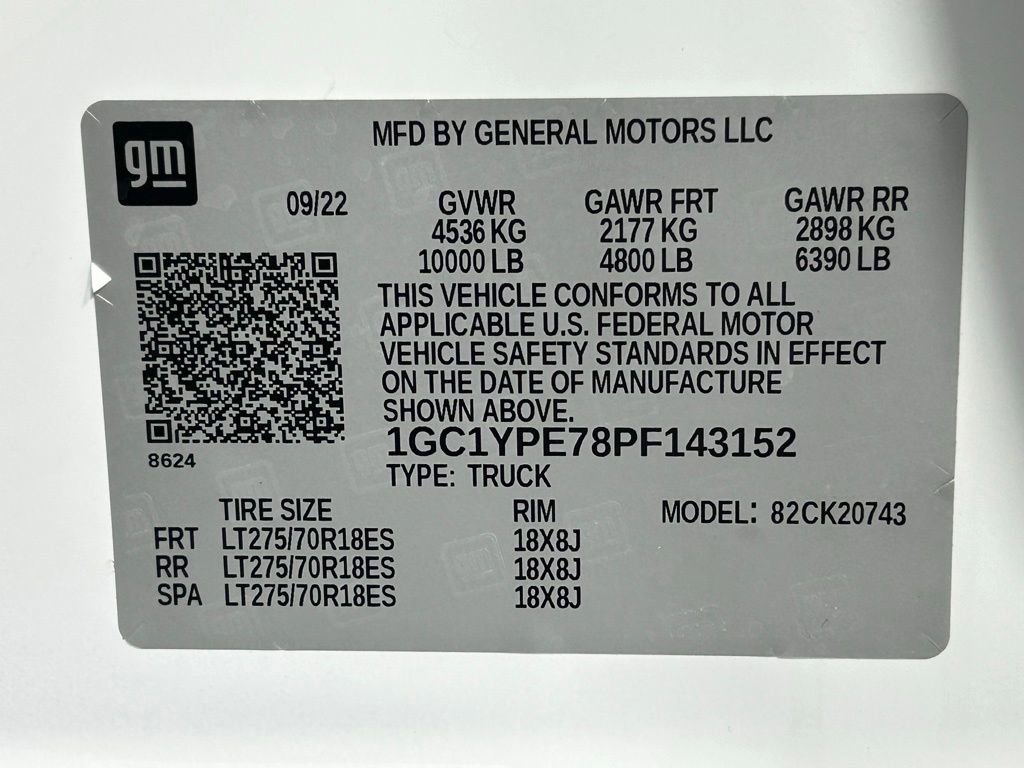 gm
MFD BY GENERAL MOTORS LLC
09/22 GVWR GAWR FRT GAWR RR
4536 KG 2177 KG 2898 KG
10000 LB 4800 LB 6390 LB
THIS VEHICLE CONFORMS TO ALL
APPLICABLE U.S. FEDERAL MOTOR
VEHICLE SAFETY STANDARDS IN EFFECT
ON THE DATE OF MANUFACTURE
SHOWN ABOVE.
1GC1YPE78PF143152
8624
TYPE: TRUCK
TIRE SIZE RIM MODEL: 82CK20743
FRT LT275/70R18ES 18X8J
RR LT275/70R18ES 18X8J
SPA LT275/70R18ES 18X8J